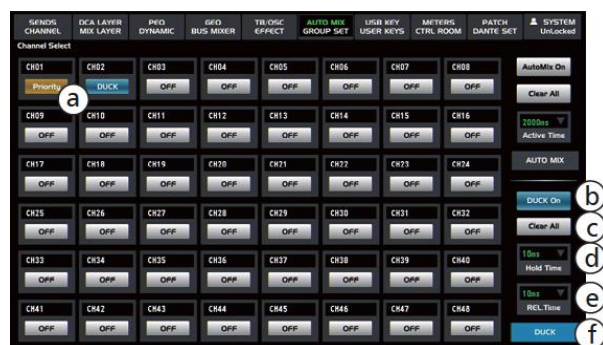 SENDS DCA LAYER PEQ GEQ TB/OSC AUTO MIX USB KEY METERS PATCH SYSTEM
CHANNEL MIX LAYER DYNAMIC BUS MIXER EFFECT GROUP SET USER KEYS CTRL ROOM DANTE SET UnLocked
Channel Select
CH01 CH02 CH03 CH04 CH05 CH06 CH07 CH08 AutoMix On
Priority DUCK OFF OFF OFF OFF OFF OFF
a
Clear All
CH09 CH10 CH11 CH12 CH13 CH14 CH15 CH16
2000ms
OFF OFF OFF OFF OFF OFF OFF OFF Active Time
CH17 CH18 CH19 CH20 CH21 CH22 CH23 CH24 AUTO MIX
OFF OFF OFF OFF OFF OFF OFF OFF
DUCK On b
CH25 CH26 CH27 CH28 CH29 CH30 CH31 CH32
OFF OFF OFF OFF OFF OFF OFF OFF Clear All c
CH33 CH34 CH35 CH36 CH37 CH38 CH39 CH40 10ms d
OFF OFF OFF OFF OFF OFF OFF OFF Hold Time
10ms e
CH41 CH42 CH43 CH44 CH45 CH46 CH47 CH48 REL.Time
OFF OFF OFF OFF OFF OFF OFF OFF DUCK f